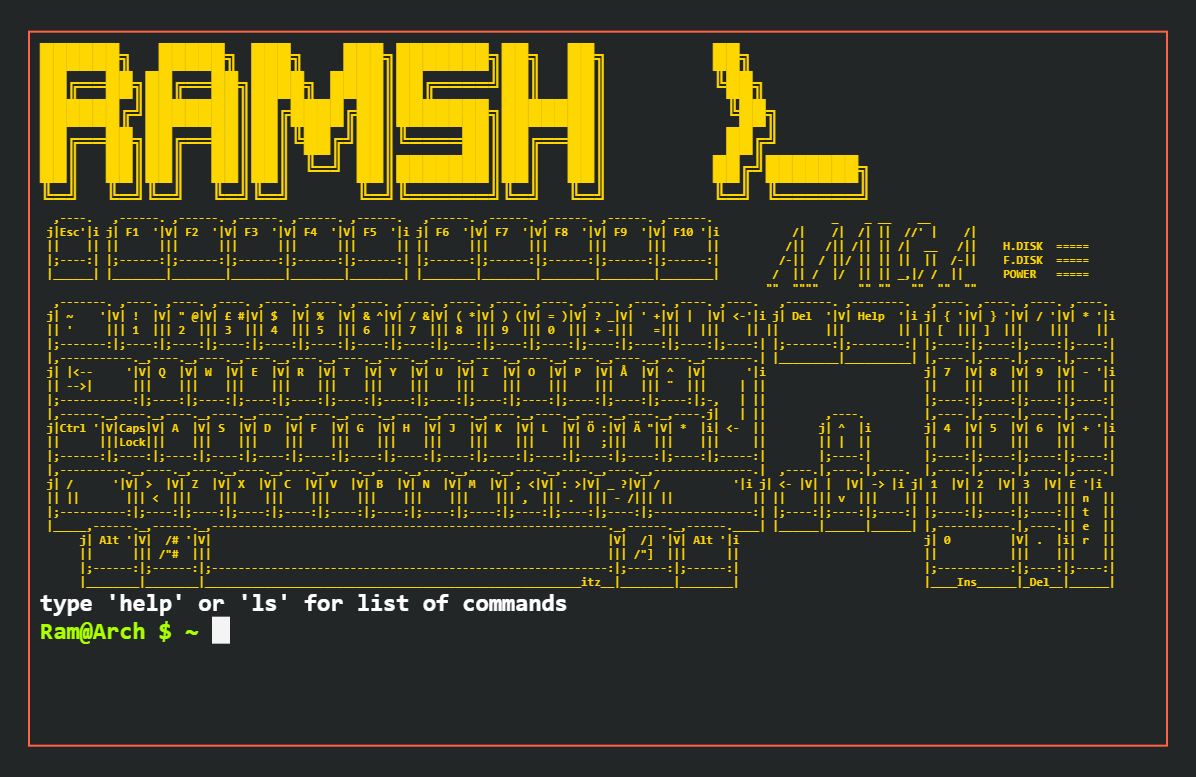 RAMSH >_
Esc F1 F2 F3 F4 F5 F6 F7 F8 F9 F10
AMIGA
H.DISK =====
F.DISK =====
POWER =====
~ ! " @ £ # $ % & ^ / & ( * ) ( = ) ? _ ` + | <- Del Help { } / *
' 1 2 3 4 5 6 7 8 9 0 + - = [ ]
|<-- Q W E R T Y U I O P Å ^ 7 8 9 -
-->| ¨
Ctrl Caps A S D F G H J K L Ö : Ä " * <- ^ 4 5 6 +
Lock ; |
/ > Z X C V B N M ; < : > _ ? / <- | -> 1 2 3 E
|| < , . - / || v n
t
e
Alt /# /] Alt 0 . r
/"# /"]
itz Ins Del
type 'help' or 'ls' for list of commands
Ram@Arch $ ~